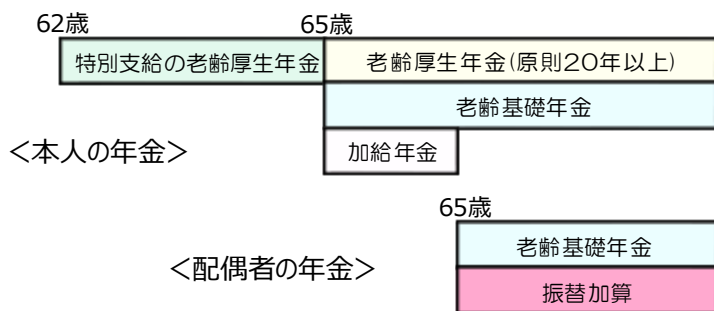 62歳 65歳
特別支給の老齢厚生年金 老齢厚生年金(原則20年以上)
老齢基礎年金
<本人の年金> 加給年金
65歳
老齢基礎年金
<配偶者の年金>
振替加算